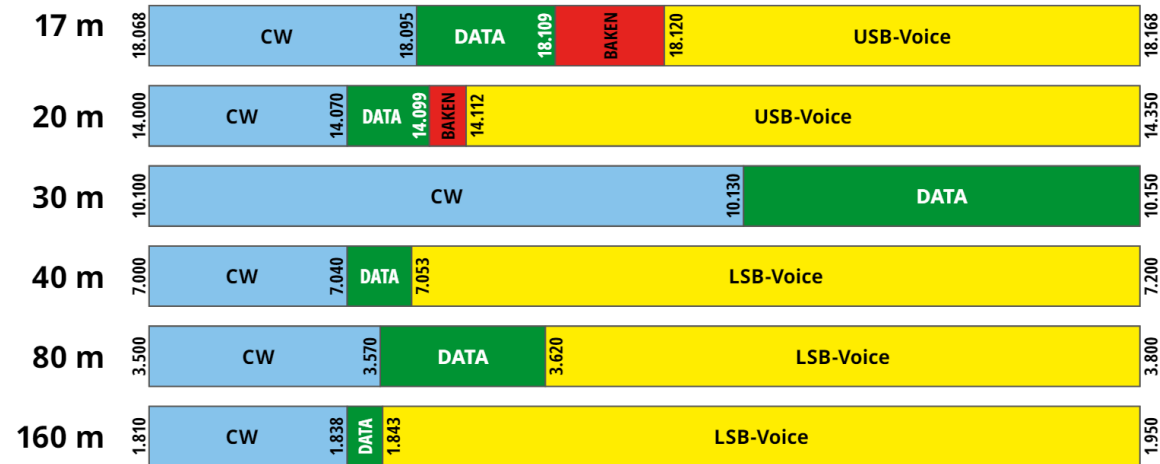 17 m 18.068 CW 18.095 DATA 18.109 BAKEN 18.120 USB-Voice 18.168
20 m 14.000 CW 14.070 DATA 14.099 BAKEN 14.112 USB-Voice 14.350
30 m 10.100 CW 10.130 DATA 10.150
40 m 7.000 CW 7.040 DATA 7.053 LSB-Voice 7.200
80 m 3.500 CW 3.570 DATA 3.620 LSB-Voice 3.800
160 m 1.810 CW 1.838 DATA 1.843 LSB-Voice 1.950